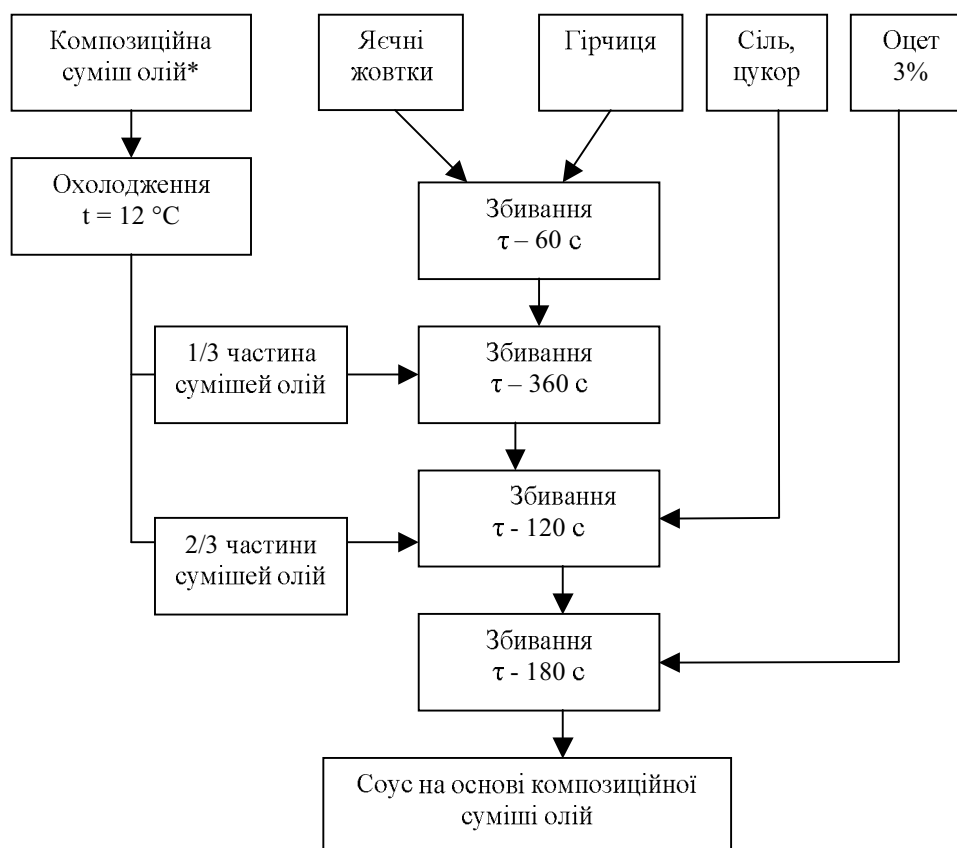 Композиційна
суміш олій*
Яєчні
жовтки
Гірчиця
Сіль,
цукор
Оцет
3%
Охолодження
t = 12 °C
Збивання
τ – 60 с
1/3 частина
сумішей олій
Збивання
τ – 360 с
Збивання
τ - 120 с
2/3 частини
сумішей олій
Збивання
τ - 180 с
Соус на основі композиційної
суміші олій